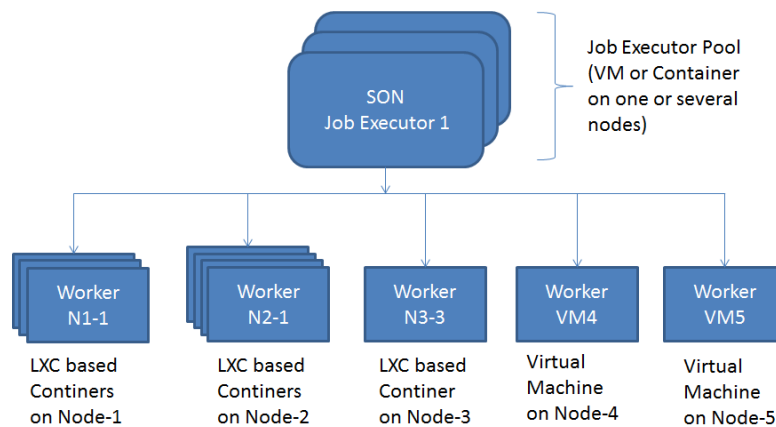 SON
Job Executor 1
Job Executor Pool
(VM or Container
on one or several
nodes)
Worker
N1-1
Worker
N2-1
Worker
N3-3
Worker
VM4
Worker
VM5
LXC based
Continers
on Node-1
LXC based
Continers
on Node-2
LXC based
Continer
on Node-3
Virtual
Machine
on Node-4
Virtual
Machine
on Node-5